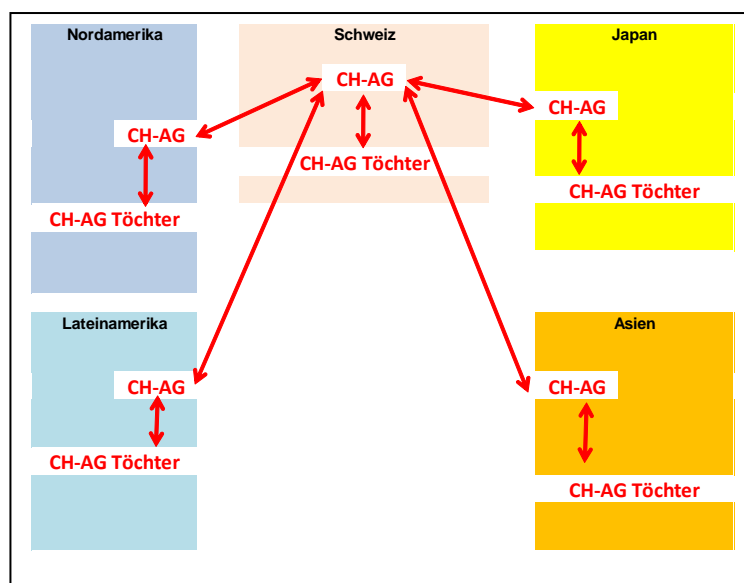 Nordamerika
Schweiz
Japan
CH-AG
CH-AG
CH-AG
CH-AG Töchter
CH-AG Töchter
CH-AG Töchter
Lateinamerika
Asien
CH-AG
CH-AG
CH-AG Töchter
CH-AG Töchter